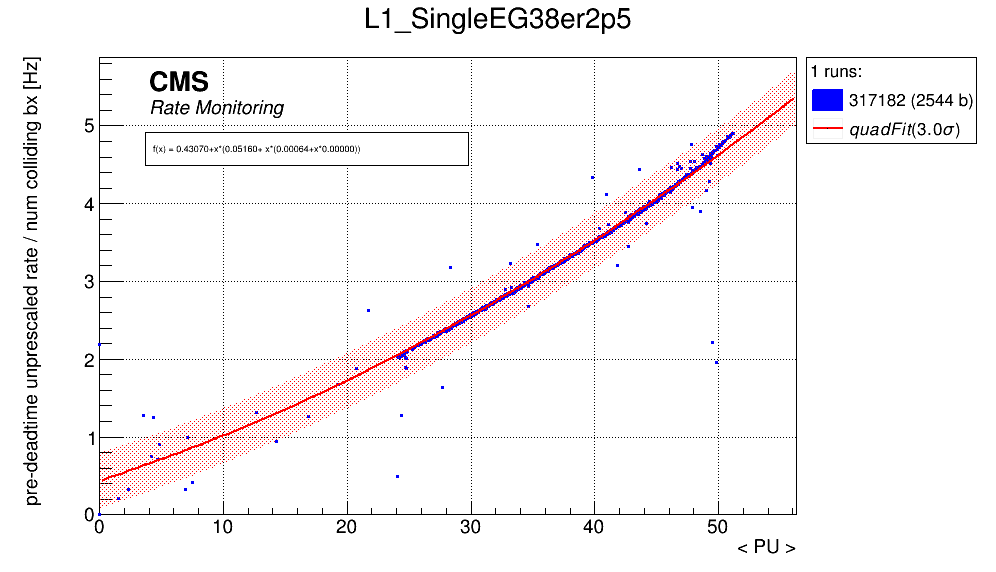 L1_SingleEG38er2p5
pre-deadtime unprescaled rate / num colliding bx [Hz]
CMS
Rate Monitoring
f(x) = 0.43070+x*(0.05160+ x*(0.00064+x*0.00000))
1 runs:
317182 (2544 b)
quadFit(3.0σ)
5
4
3
2
1
0
0 10 20 30 40 50
< PU >